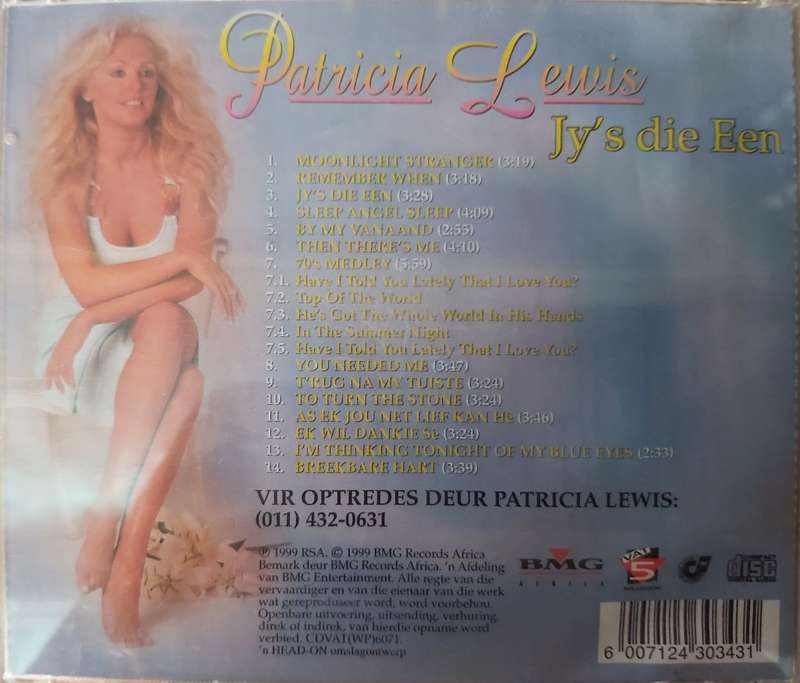 Patricia Lewis
Jy's die Een
1. MOONLIGHT STRANGER (3:19)
2. REMEMBER WHEN (3:18)
3. JY'S DIE EEN (3:28)
4. SLEEP ANGEL SLEEP (4:09)
5. BY MY VANAAND (2:55)
6. THEN THERE'S ME (4:10)
7. 70's MEDLEY (5:59)
7.1. Have I Told You Lately That I Love You?
7.2. Top Of The World
7.3. He's Got The Whole World In His Hands
7.4. In The Summer Night
7.5. Have I Told You Lately That I Love You?
8. YOU NEEDED ME (3:47)
9. T'RUG NA MY TUISTE (3:24)
10. TO TURN THE STONE (3:24)
11. AS EK JOU NET LIEF KAN Hê (3:46)
12. EK WIL DANKIE Sê (3:24)
13. I'M THINKING TONIGHT OF MY BLUE EYES (2:33)
14. BREEKBARE HART (3:39)
VIR OPTREDES DEUR PATRICIA LEWIS:
(011) 432-0631
℗ 1999 RSA. © 1999 BMG Records Africa
Bemark deur BMG Records Africa. 'n Afdeling
van BMG Entertainment. Alle regte van die
vervaardiger en van die eienaar van die werk
wat gereproduseer word, word voorbehou.
Openbare uitvoering, uitsending, verhuring,
direk of indirek, van hierdie opname word
verbied. CDVAT(WP)6071.
'n HEAD-ON omslagontwerp
BMG
AFRICA
VAT
5
COMPACT
disc
6 007124 303431